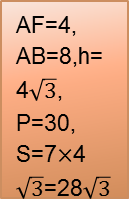 AF=4,
AB=8,h=
4√3,
P=30,
S=7×4
√3=28√3